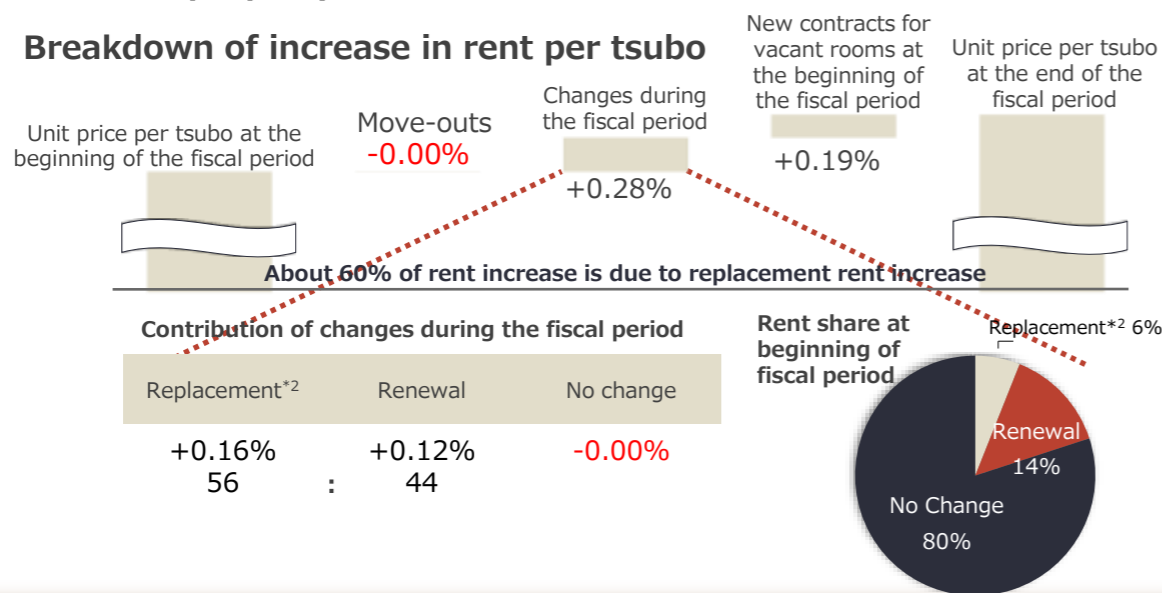 Breakdown of increase in rent per tsubo
Unit price per tsubo at the
beginning of the fiscal period
Move-outs
-0.00%
Changes during
the fiscal period
+0.28%
New contracts for
vacant rooms at
the beginning of
the fiscal period
+0.19%
Unit price per tsubo
at the end of the
fiscal period
About 60% of rent increase is due to replacement rent increase
Contribution of changes during the fiscal period
Replacement*2 Renewal No change
+0.16% +0.12% -0.00%
56 : 44
Rent share at
beginning of
fiscal period
Replacement*2 6%
Renewal
14%
No Change
80%